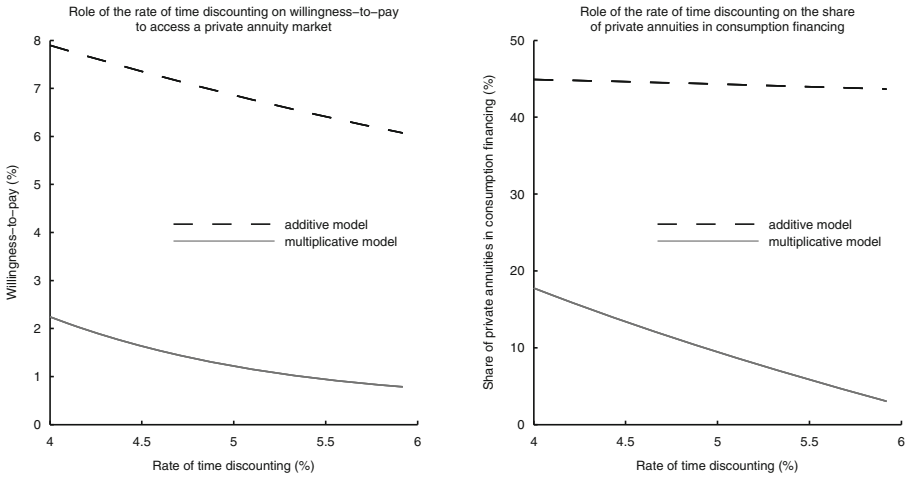 Role of the rate of time discounting on willingness−to−pay
to access a private annuity market
8
7
6
5
4
3
2
1
0
Willingness−to−pay (%)
additive model
multiplicative model
4
4.5
5
5.5
6
Rate of time discounting (%)
Role of the rate of time discounting on the share
of private annuities in consumption financing
50
40
30
20
10
0
Share of private annuities in consumption financing (%)
additive model
multiplicative model
4
4.5
5
5.5
6
Rate of time discounting (%)